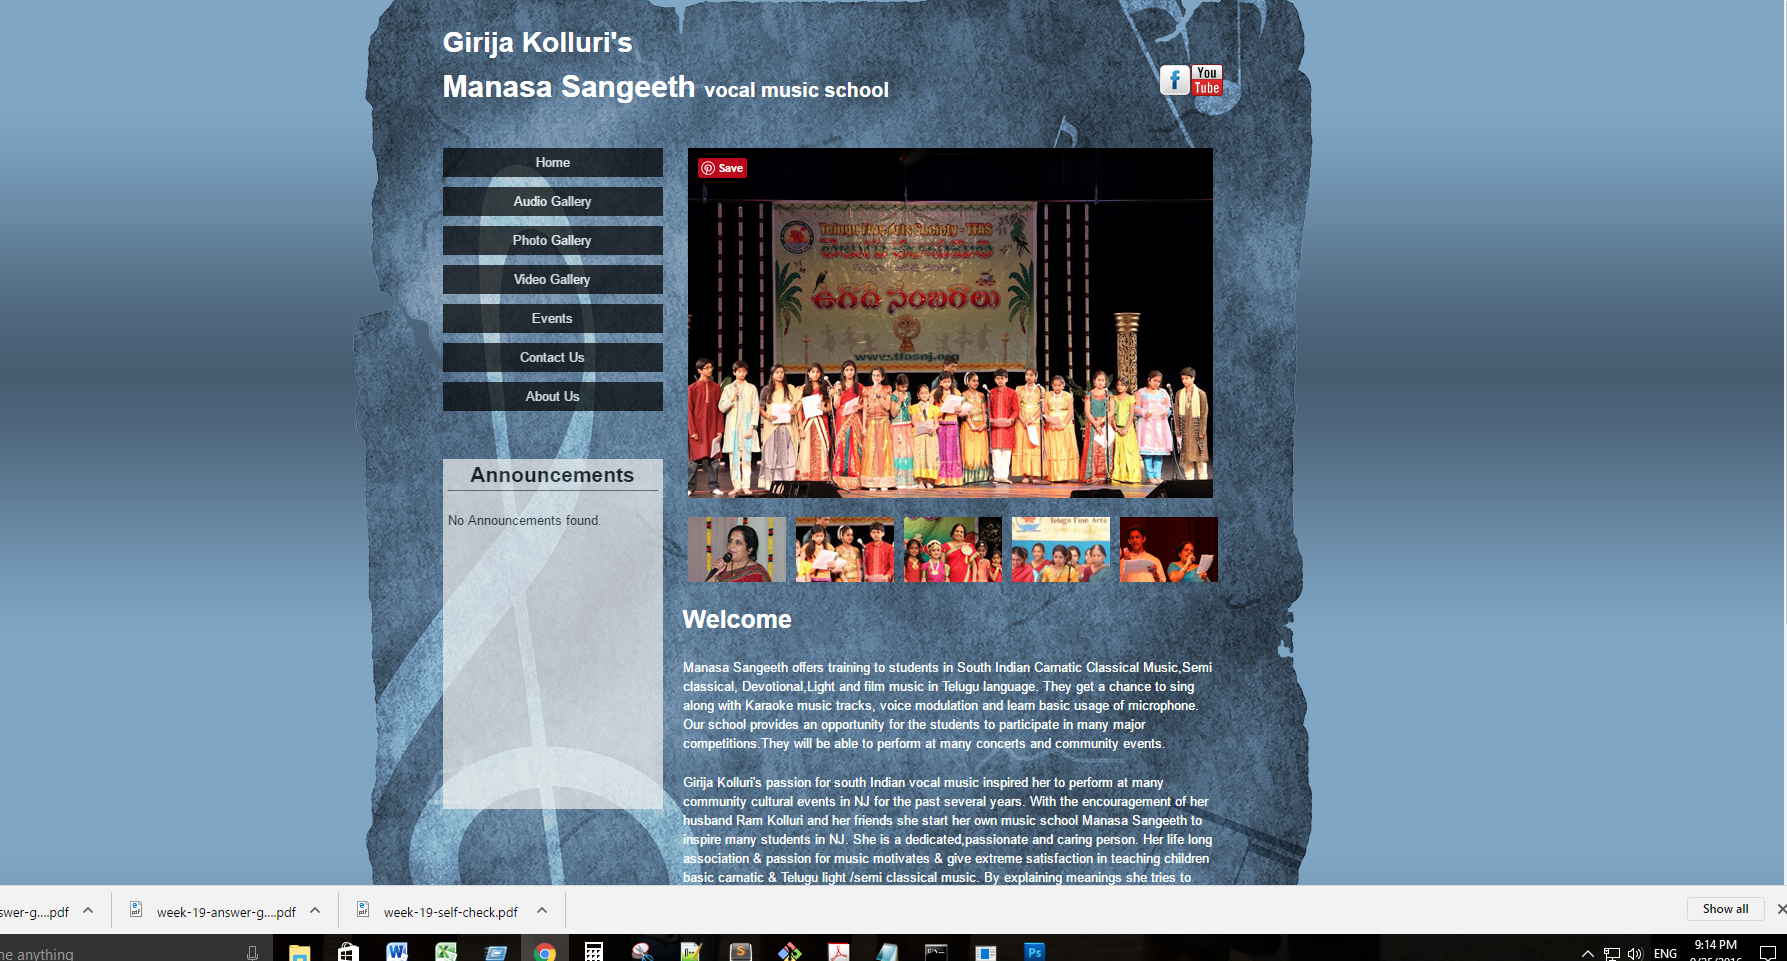 Girija Kolluri's
Manasa Sangeeth vocal music school
f You Tube
Home
Audio Gallery
Photo Gallery
Video Gallery
Events
Contact Us
About Us
Save
Telugu Fine Arts Society - TFAS
ఉగాది సంబరాలు
www.tfasnj.org
Telugu Fine Arts
Announcements
No Announcements found.
Welcome
Manasa Sangeeth offers training to students in South Indian Carnatic Classical Music,Semi
classical, Devotional,Light and film music in Telugu language. They get a chance to sing
along with Karaoke music tracks, voice modulation and learn basic usage of microphone.
Our school provides an opportunity for the students to participate in many major
competitions.They will be able to perform at many concerts and community events.
Girija Kolluri's passion for south Indian vocal music inspired her to perform at many
community cultural events in NJ for the past several years. With the encouragement of her
husband Ram Kolluri and her friends she start her own music school Manasa Sangeeth to
inspire many students in NJ. She is a dedicated,passionate and caring person. Her life long
association & passion for music motivates & give extreme satisfaction in teaching children
basic carnatic & Telugu light /semi classical music. By explaining meanings she tries to
swer-g....pdf
week-19-answer-g....pdf
week-19-self-check.pdf
Show all
me anything
ENG
9:14 PM